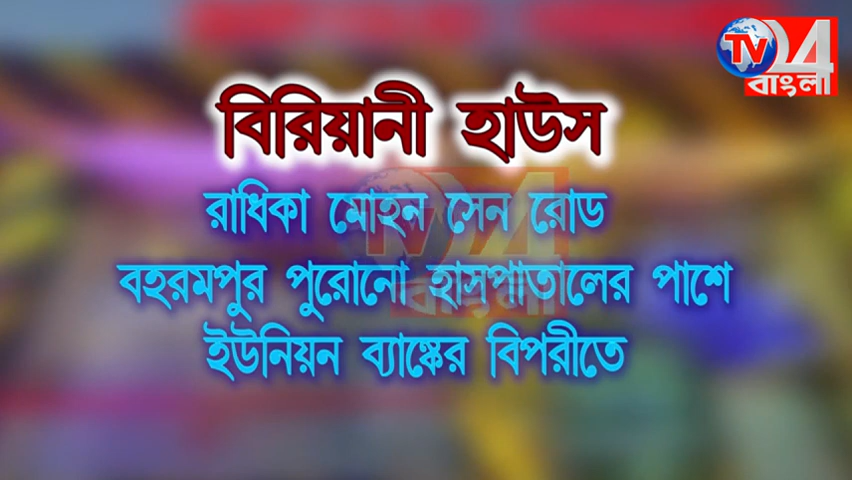 TV 24
বাংলা
বিরিয়ানী হাউস
রাধিকা মোহন সেন রোড
বহরমপুর পুরোনো হাসপাতালের পাশে
ইউনিয়ন ব্যাঙ্কের বিপরীতে